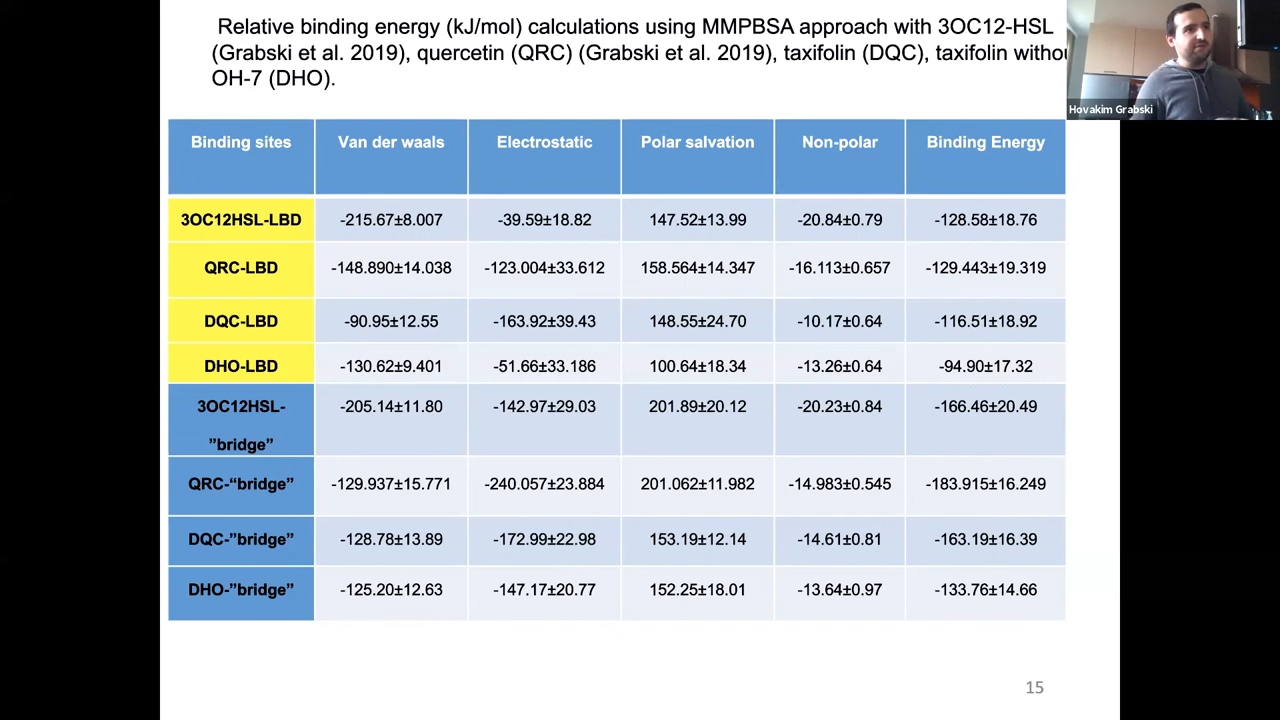 Relative binding energy (kJ/mol) calculations using MMPBSA approach with 3OC12-HSL
(Grabski et al. 2019), quercetin (QRC) (Grabski et al. 2019), taxifolin (DQC), taxifolin withou
OH-7 (DHO).
Hovakim Grabski
Binding sites Van der waals Electrostatic Polar salvation Non-polar Binding Energy
3OC12HSL-LBD -215.67±8.007 -39.59±18.82 147.52±13.99 -20.84±0.79 -128.58±18.76
QRC-LBD -148.890±14.038 -123.004±33.612 158.564±14.347 -16.113±0.657 -129.443±19.319
DQC-LBD -90.95±12.55 -163.92±39.43 148.55±24.70 -10.17±0.64 -116.51±18.92
DHO-LBD -130.62±9.401 -51.66±33.186 100.64±18.34 -13.26±0.64 -94.90±17.32
3OC12HSL- -205.14±11.80 -142.97±29.03 201.89±20.12 -20.23±0.84 -166.46±20.49
”bridge”
QRC-“bridge” -129.937±15.771 -240.057±23.884 201.062±11.982 -14.983±0.545 -183.915±16.249
DQC-”bridge” -128.78±13.89 -172.99±22.98 153.19±12.14 -14.61±0.81 -163.19±16.39
DHO-”bridge” -125.20±12.63 -147.17±20.77 152.25±18.01 -13.64±0.97 -133.76±14.66
15